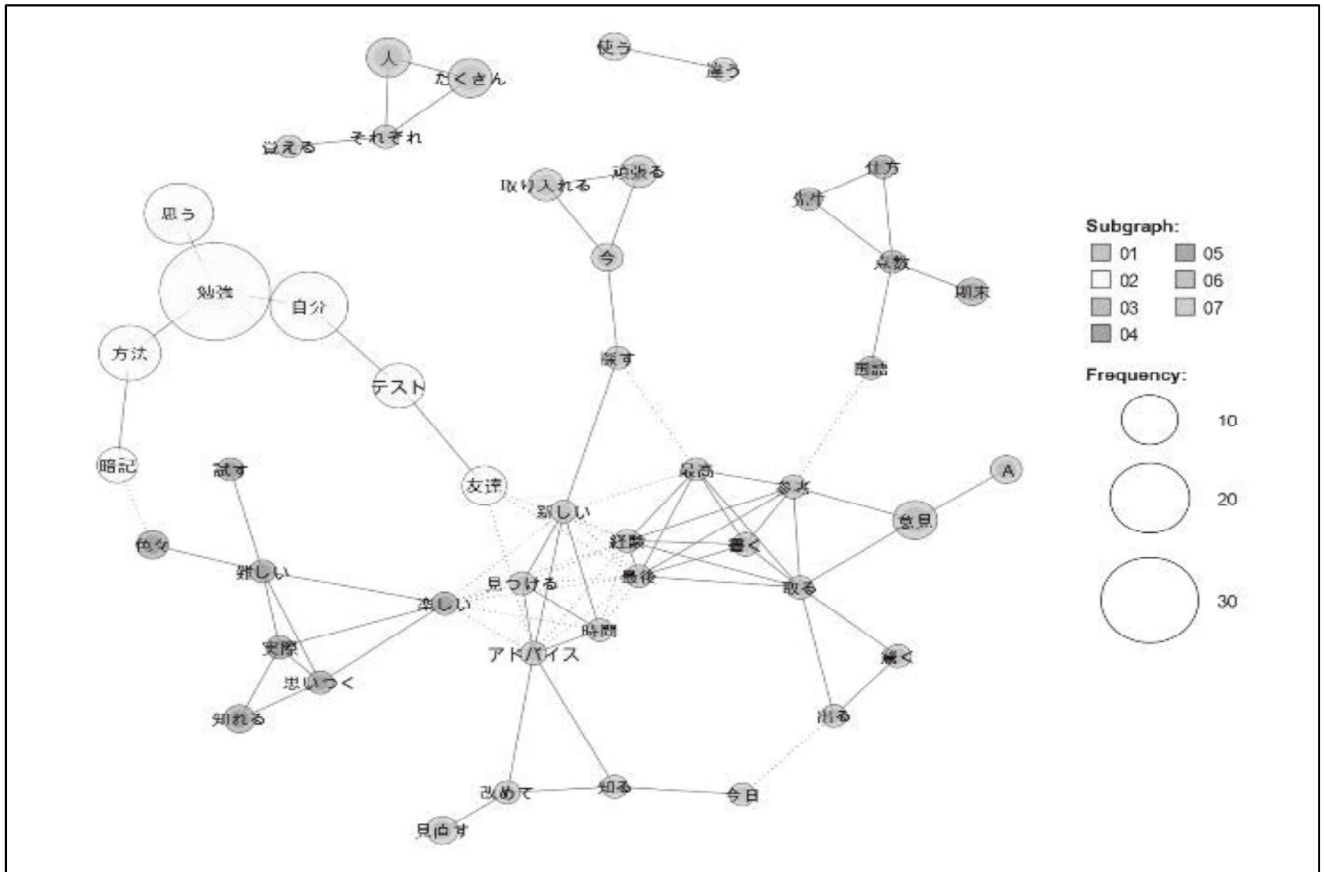 使う
人
たくさん
違う
それぞれ
覚える
仕方
頑張る
取り入れる
先生
思う
今
点数
勉強
期末
自分
方法
探す
国語
テスト
暗記
試す
最高
A
友達
参考
新しい
意見
色々
経験
書く
難しい
最後
見つける
取る
楽しい
時間
実際
アドバイス
驚く
思いつく
知れる
出る
改めて
知る
今日
見直す
Subgraph:
01
05
02
06
03
07
04
Frequency:
10
20
30